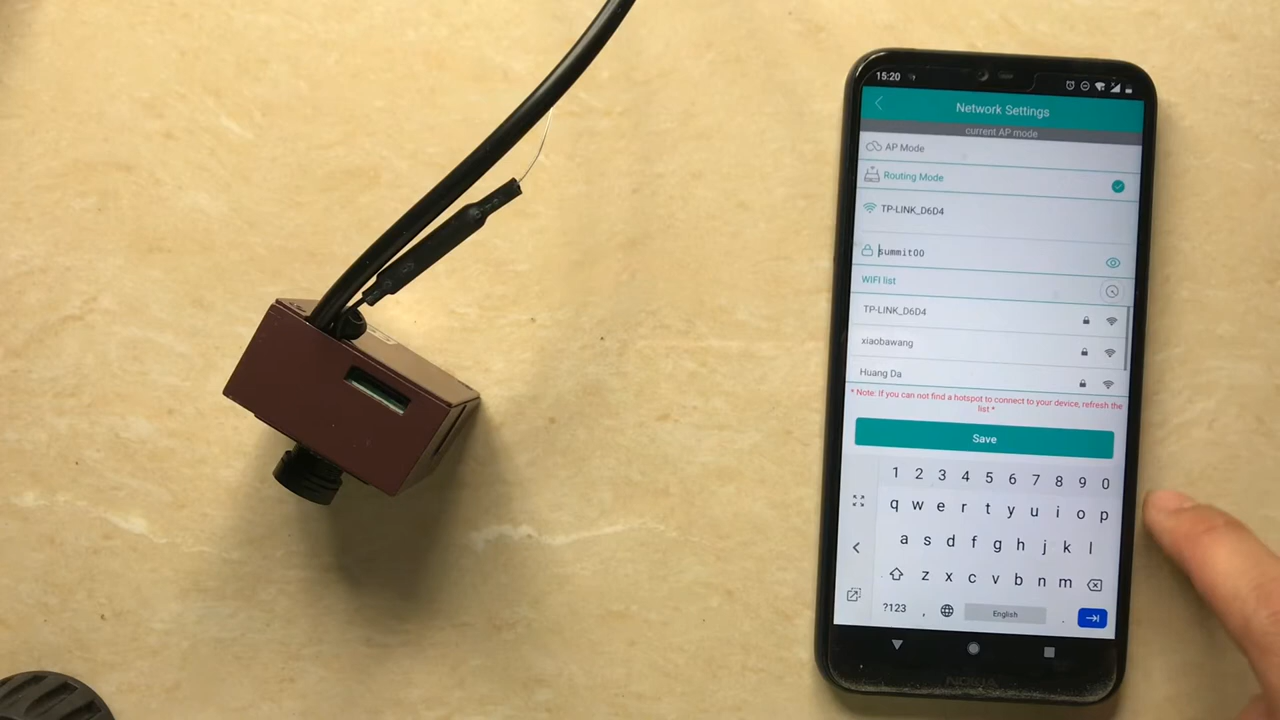 15:20
Network Settings
current AP mode
AP Mode
Routing Mode
TP-LINK_D6D4
summit00
WIFI list
TP-LINK_D6D4
xiaobawang
Huang Da
* Note: If you can not find a hotspot to connect to your device, refresh the
list *
Save
1 2 3 4 5 6 7 8 9 0
q w e r t y u i o p
a s d f g h j k l
z x c v b n m
?123 , English .
NOKIA